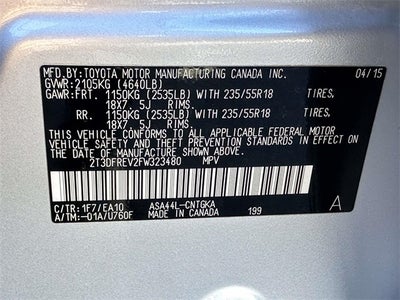 MFD.BY:TOYOTA MOTOR MANUFACTURING CANADA INC. 04/15
GVWR:2105KG (4640LB)
GAWR:FRT. 1150KG (2535LB) WITH 235/55R18 TIRES.
18X7. 5J RIMS.
RR. 1150KG (2535LB) WITH 235/55R18 TIRES.
18X7. 5J RIMS.
THIS VEHICLE CONFORMS TO ALL APPLICABLE FEDERAL MOTOR
VEHICLE SAFETY AND THEFT PREVENTION STANDARDS IN
EFFECT ON THE DATE OF MANUFACTURE SHOWN ABOVE.
2T3DFREV2FW323480 MPV
C/TR:1F7/EA10 ASA44L-CNTGKA A
A/TM:-01A/U760F MADE IN CANADA 199